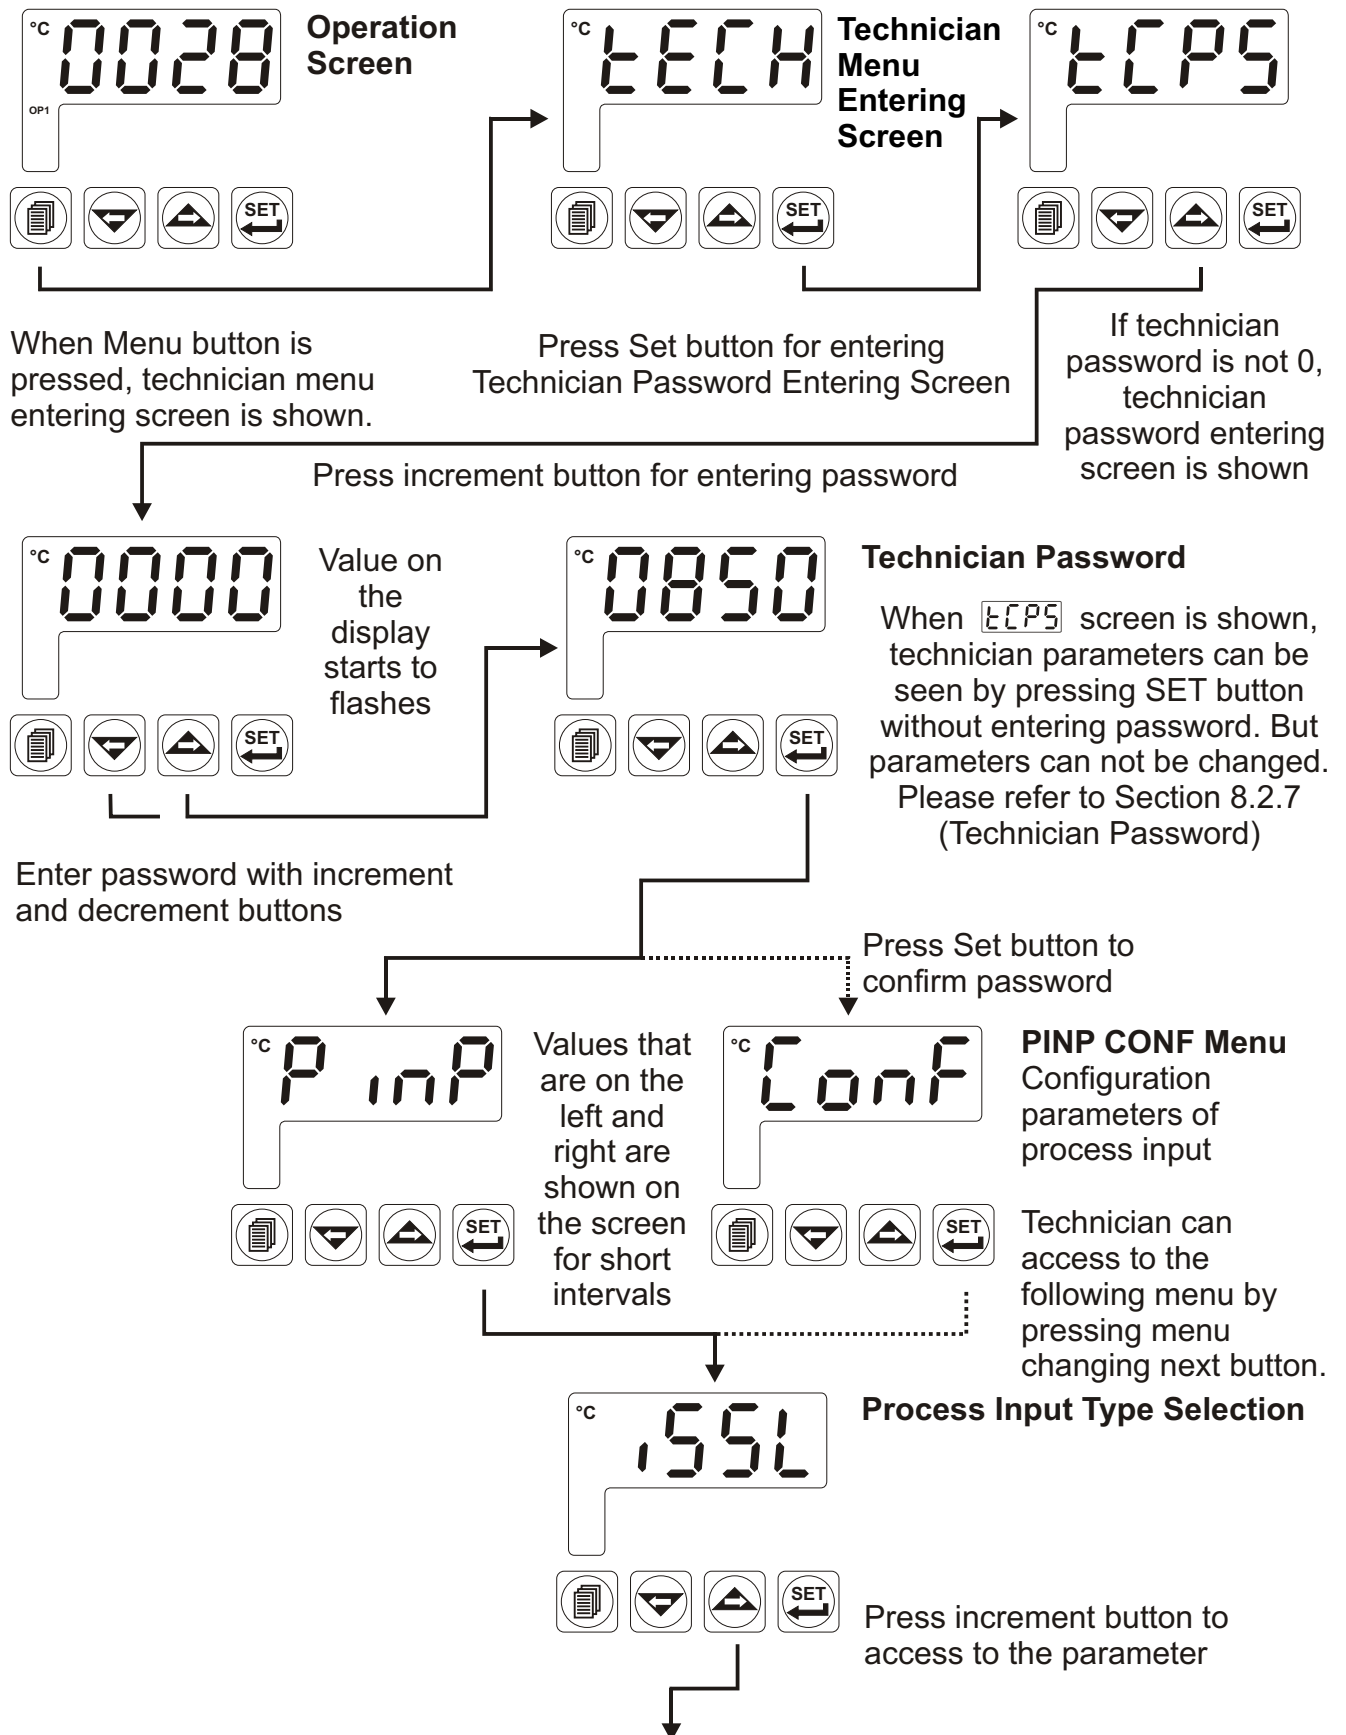 °C 0028
OP1
Operation
Screen
°C tECH
Technician
Menu
Entering
Screen
°C tCPS
SET
SET
SET
When Menu button is
pressed, technician menu
entering screen is shown.
Press Set button for entering
Technician Password Entering Screen
If technician
password is not 0,
technician
password entering
screen is shown
Press increment button for entering password
°C 0000
Value on
the
display
starts to
flashes
°C 0850
SET
SET
Technician Password
When tCPS screen is shown,
technician parameters can be
seen by pressing SET button
without entering password. But
parameters can not be changed.
Please refer to Section 8.2.7
(Technician Password)
Enter password with increment
and decrement buttons
Press Set button to
confirm password
°C PinP
Values that
are on the
left and
right are
shown on
the screen
for short
intervals
°C ConF
SET
SET
PINP CONF Menu
Configuration
parameters of
process input
Technician can
access to the
following menu by
pressing menu
changing next button.
°C iSSL
Process Input Type Selection
SET
Press increment button to
access to the parameter